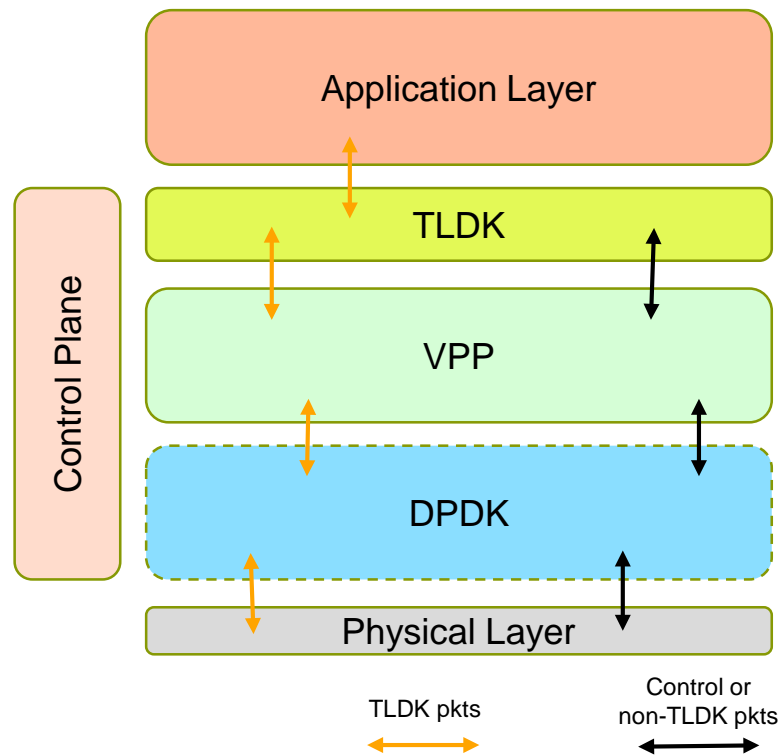 Application Layer
TLDK
Control Plane
VPP
DPDK
Physical Layer
TLDK pkts
Control or
non-TLDK pkts